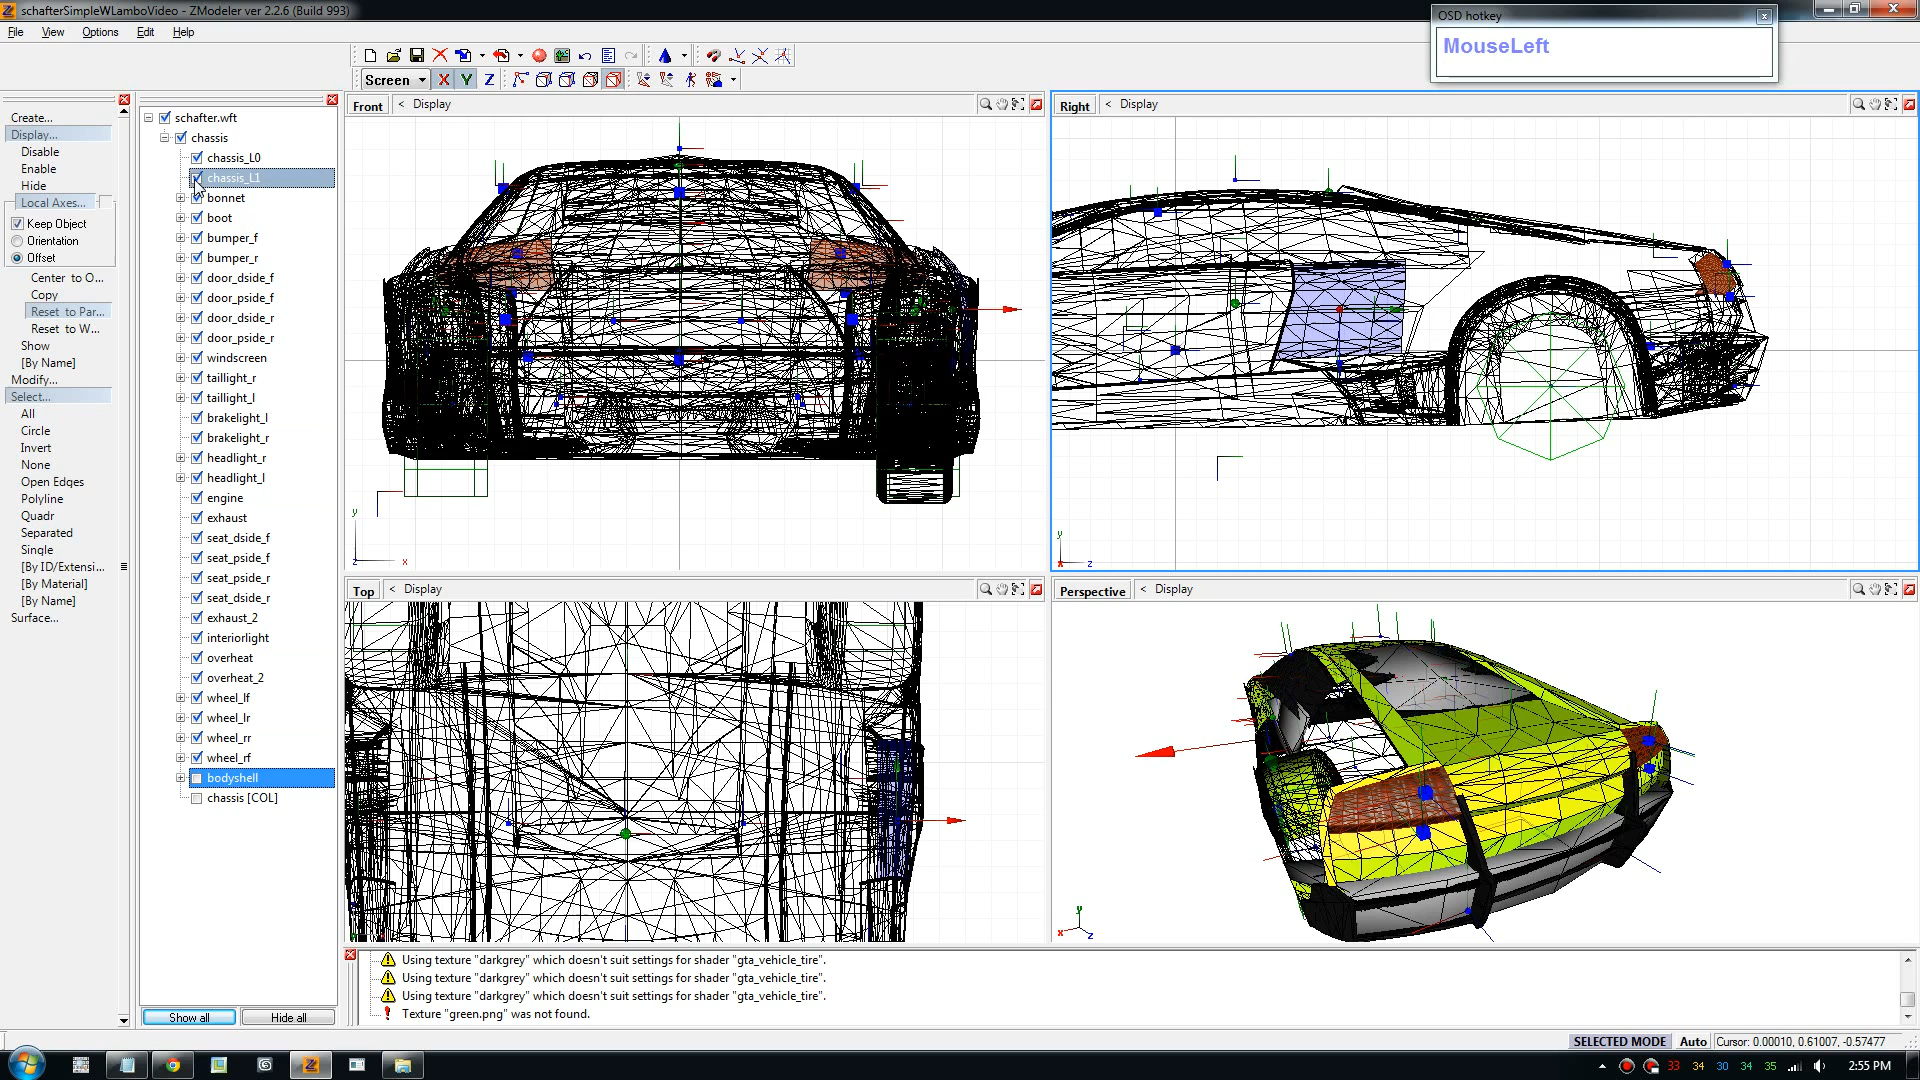 schafterSimpleWLamboVideo - ZModeler ver 2.2.6 (Build 993)
File View Options Edit Help
OSD hotkey
MouseLeft
Screen X Y Z
Create...
Display...
Disable
Enable
Hide
Local Axes...
Keep Object
Orientation
Offset
Center to O...
Copy
Reset to Par...
Reset to W...
Show
[By Name]
Modify...
Select...
All
Circle
Invert
None
Open Edges
Polyline
Quadr
Separated
Single
[By ID/Extensi...
[By Material]
[By Name]
Surface...
schafter.wft
chassis
chassis_L0
chassis_L1
bonnet
boot
bumper_f
bumper_r
door_dside_f
door_pside_f
door_dside_r
door_pside_r
windscreen
taillight_r
taillight_l
brakelight_l
brakelight_r
headlight_r
headlight_l
engine
exhaust
seat_dside_f
seat_pside_f
seat_pside_r
seat_dside_r
exhaust_2
interiorlight
overheat
overheat_2
wheel_lf
wheel_lr
wheel_rr
wheel_rf
bodyshell
chassis [COL]
Show all Hide all
Front < Display
y
z x
Right < Display
y
x z
Top < Display
Perspective < Display
y
x z
Using texture "darkgrey" which doesn't suit settings for shader "gta_vehicle_tire".
Using texture "darkgrey" which doesn't suit settings for shader "gta_vehicle_tire".
Using texture "darkgrey" which doesn't suit settings for shader "gta_vehicle_tire".
Texture "green.png" was not found.
SELECTED MODE Auto Cursor: 0.00010, 0.61007, -0.57477
33 34 30 34 35 2:55 PM